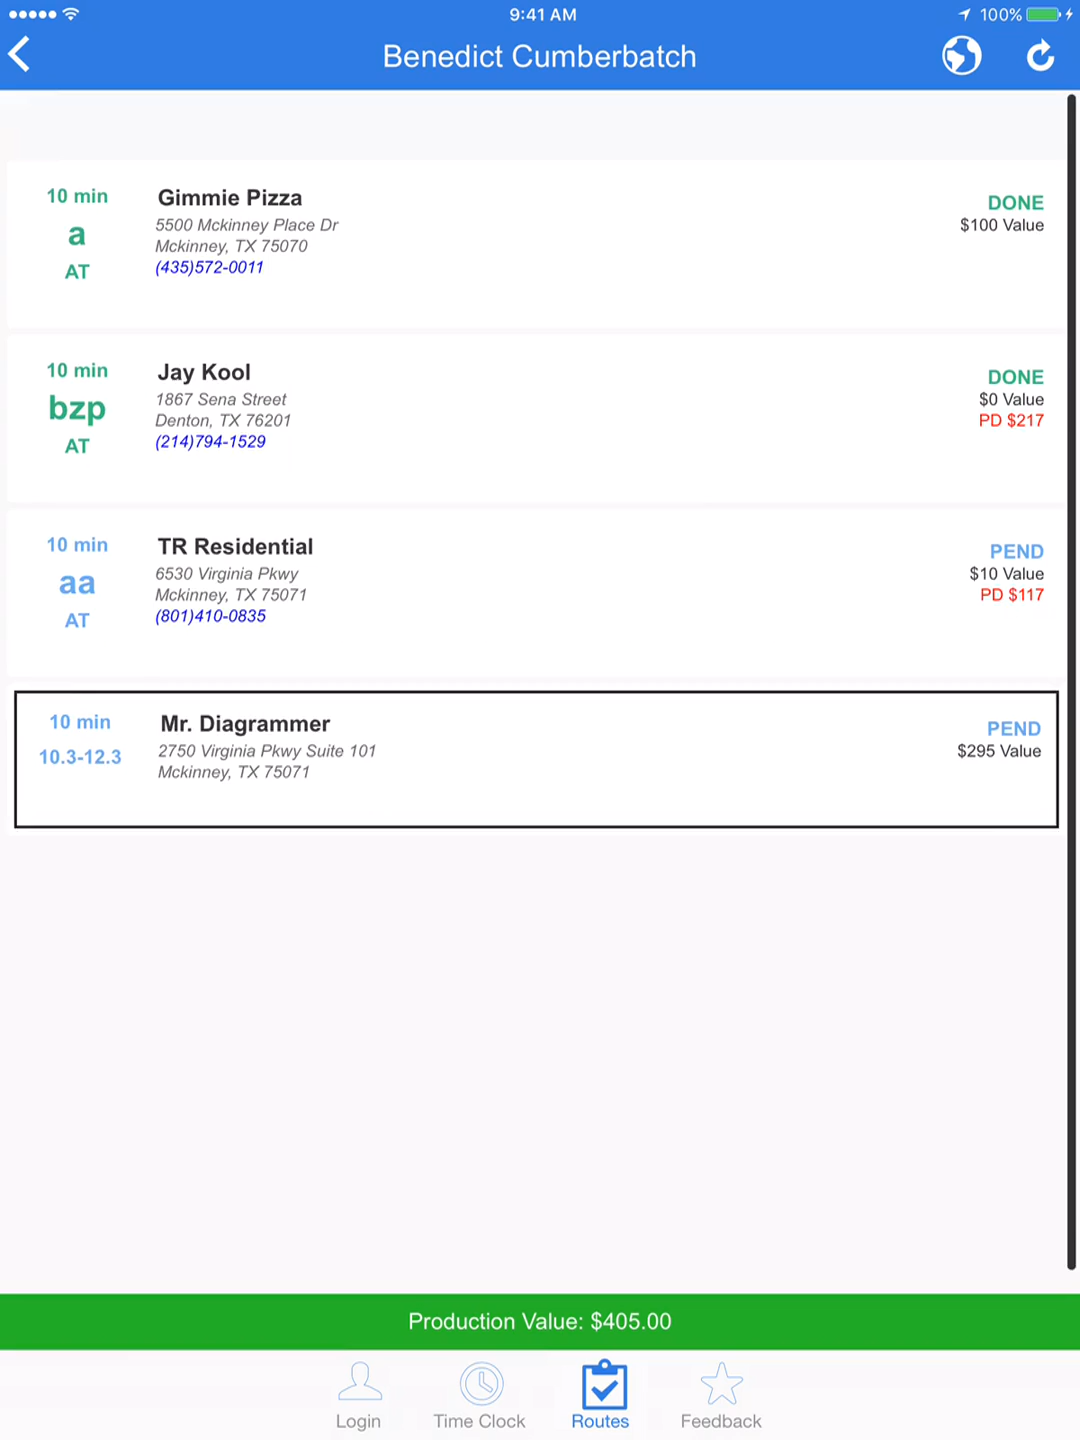 9:41 AM
100%
Benedict Cumberbatch
10 min
a
AT
Gimmie Pizza
5500 Mckinney Place Dr
Mckinney, TX 75070
(435)572-0011
DONE
$100 Value
10 min
bzp
AT
Jay Kool
1867 Sena Street
Denton, TX 76201
(214)794-1529
DONE
$0 Value
PD $217
10 min
aa
AT
TR Residential
6530 Virginia Pkwy
Mckinney, TX 75071
(801)410-0835
PEND
$10 Value
PD $117
10 min
10.3-12.3
Mr. Diagrammer
2750 Virginia Pkwy Suite 101
Mckinney, TX 75071
PEND
$295 Value
Production Value: $405.00
Login
Time Clock
Routes
Feedback